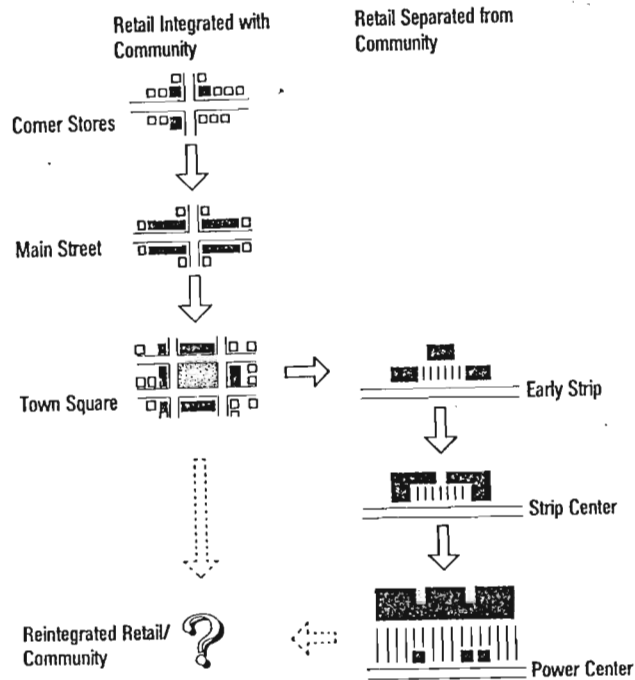 Retail Integrated with
Community
Retail Separated from
Community
Corner Stores
Main Street
Town Square
Early Strip
Strip Center
Reintegrated Retail/
Community
?
Power Center